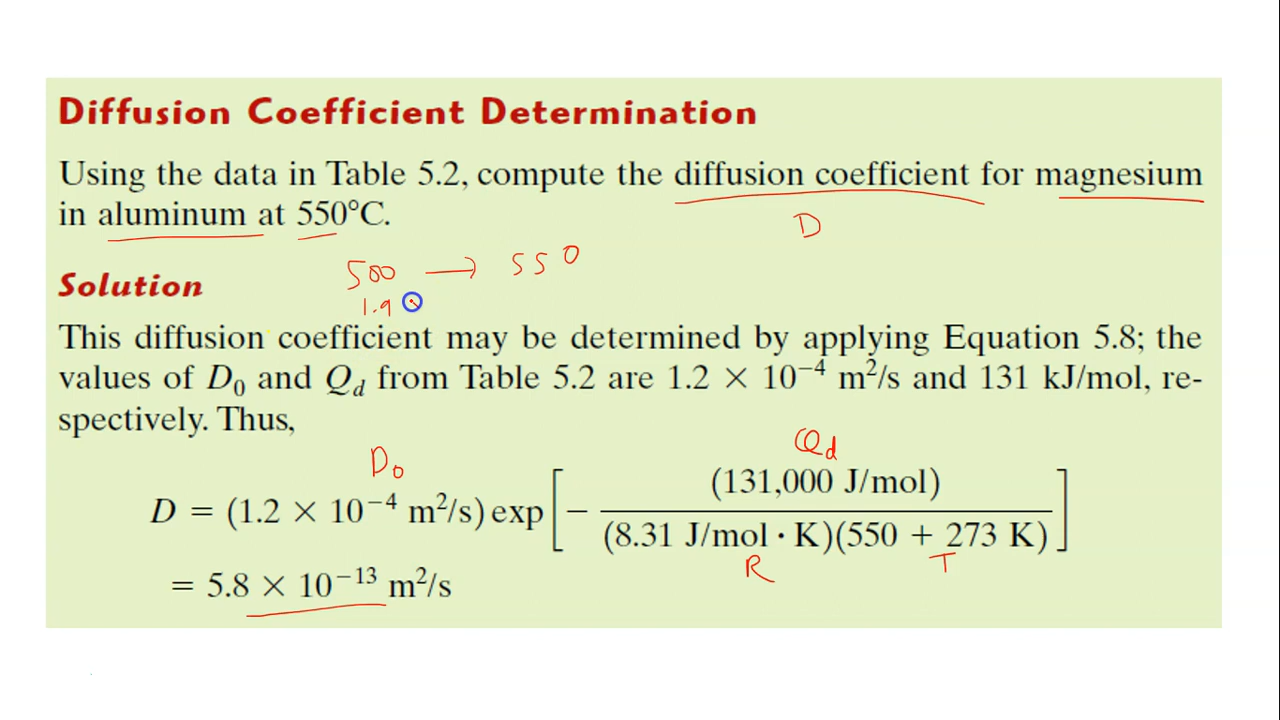 Diffusion Coefficient Determination
Using the data in Table 5.2, compute the diffusion coefficient for magnesium
in aluminum at 550°C.
D
500 → 550
Solution
1.9
This diffusion coefficient may be determined by applying Equation 5.8; the
values of D₀ and Q_d from Table 5.2 are 1.2 × 10⁻⁴ m²/s and 131 kJ/mol, re-
spectively. Thus,
D₀ Q_d
D = (1.2 × 10⁻⁴ m²/s) exp[− (131,000 J/mol) / (8.31 J/mol · K)(550 + 273 K)]
R T
= 5.8 × 10⁻¹³ m²/s